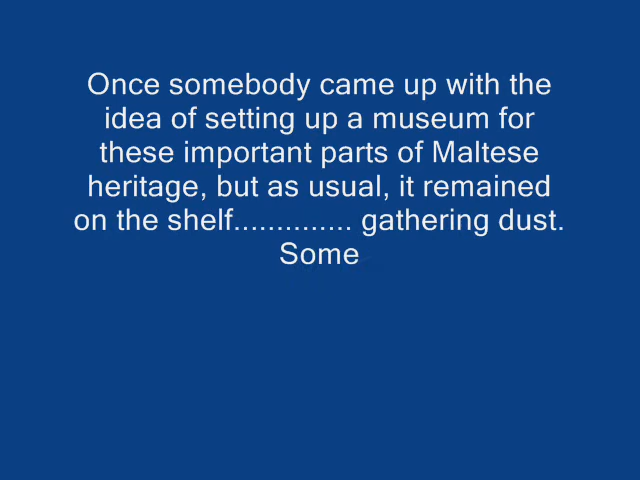 Once somebody came up with the
idea of setting up a museum for
these important parts of Maltese
heritage, but as usual, it remained
on the shelf.............. gathering dust.
Some